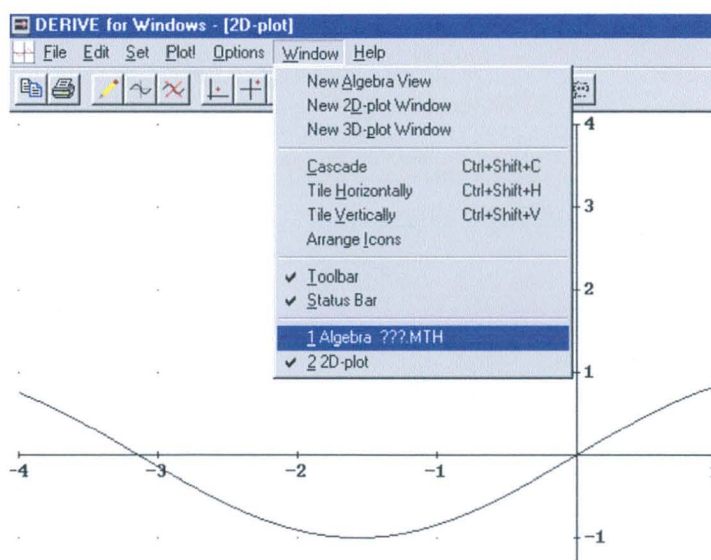 DERIVE for Windows - [2D-plot]
File Edit Set Plot! Options Window Help
New Algebra View
New 2D-plot Window
New 3D-plot Window
Cascade Ctrl+Shift+C
Tile Horizontally Ctrl+Shift+H
Tile Vertically Ctrl+Shift+V
Arrange Icons
✓ Toolbar
✓ Status Bar
1 Algebra ???.MTH
✓ 2 2D-plot
4
3
2
1
-4 -3 -2 -1 0
-1